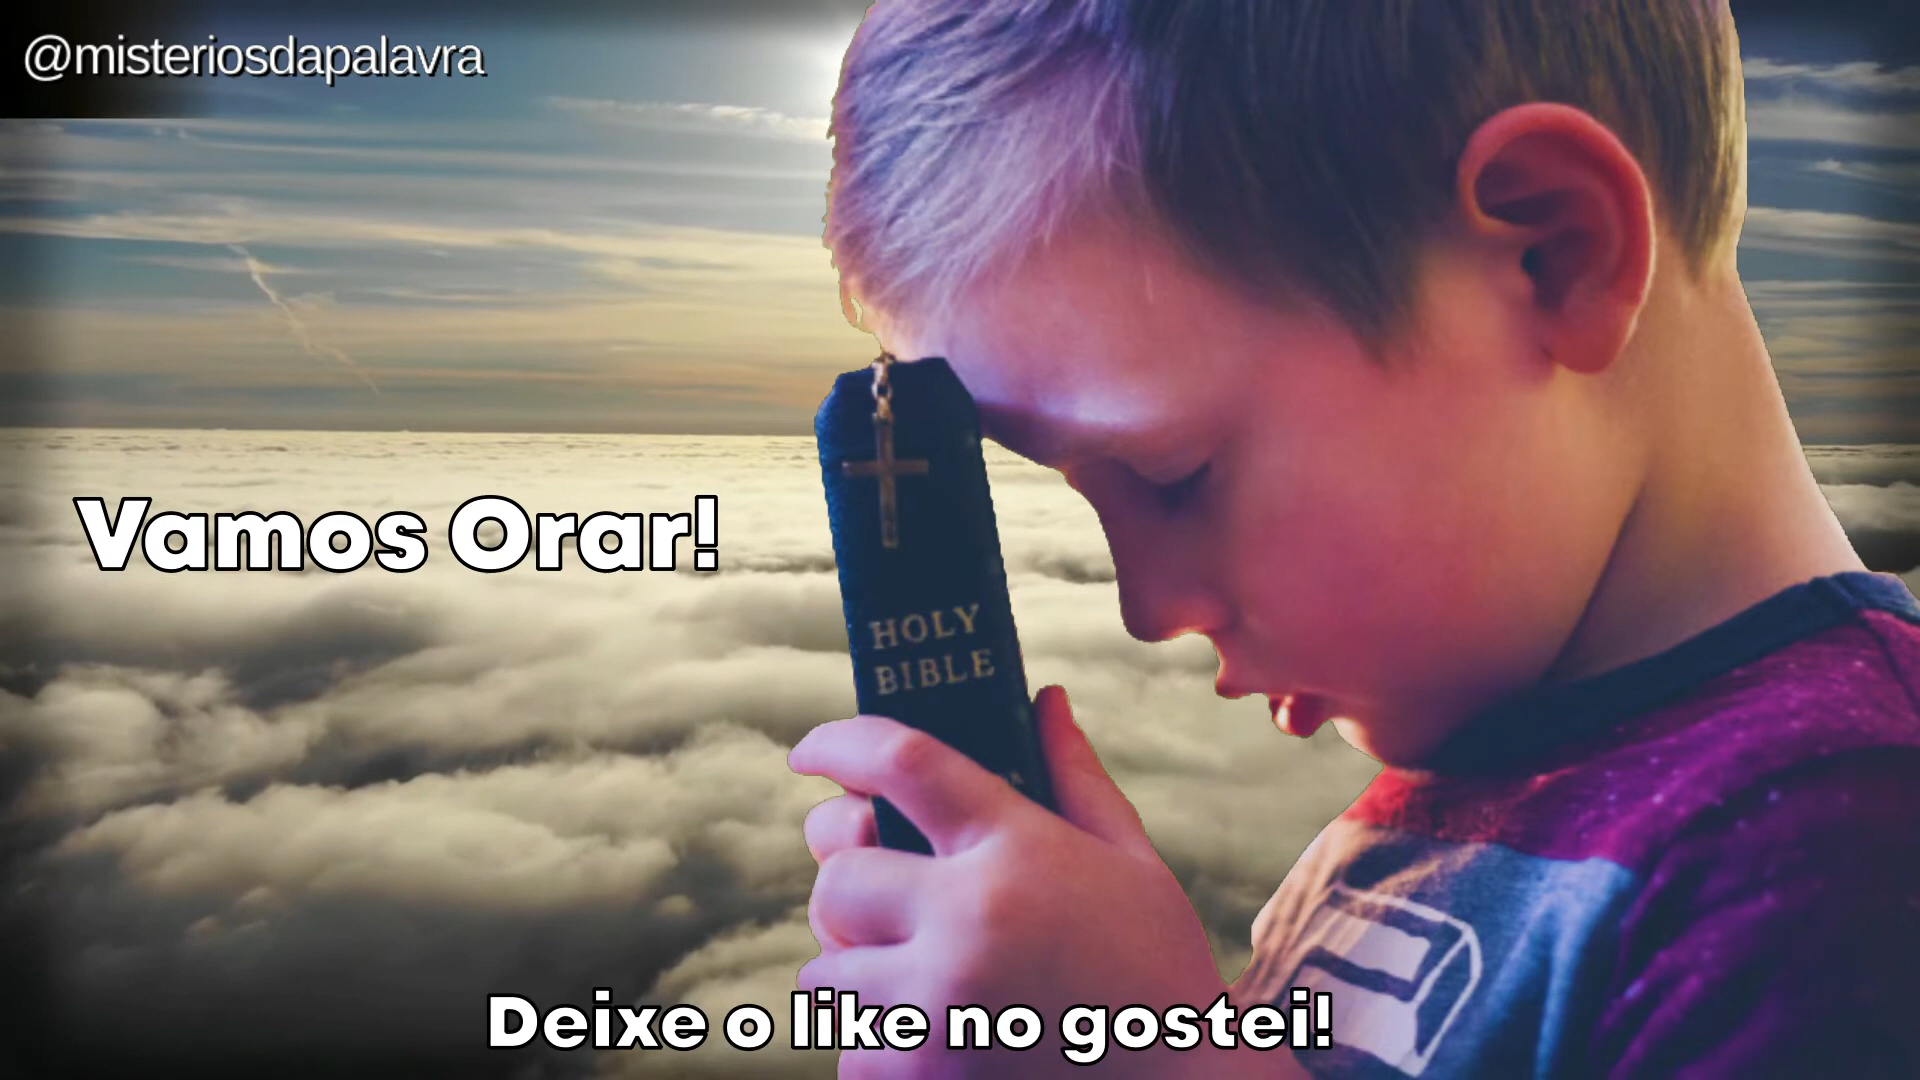 @misteriosdapalavra
Vamos Orar!
HOLY
BIBLE
Deixe o like no gostei!